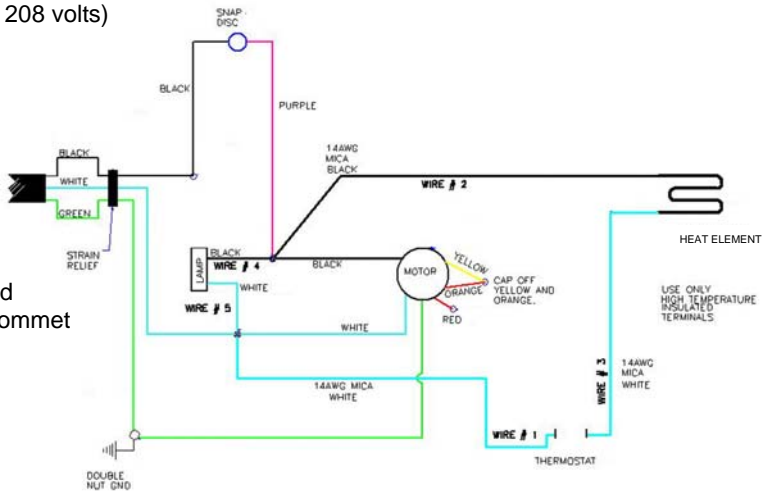 208 volts)
SNAP
DISC
BLACK
PURPLE
BLACK
WHITE
GREEN
STRAIN
RELIEF
14AWG
MICA
BLACK
WIRE # 2
HEAT ELEMENT
LAMP
BLACK
WIRE # 4
WHITE
WIRE # 5
BLACK
MOTOR
YELLOW
ORANGE
RED
CAP OFF
YELLOW AND
ORANGE.
USE ONLY
HIGH TEMPERATURE
INSULATED
TERMINALS
d
ommet
WHITE
14AWG MICA
WHITE
WIRE # 3
14AWG
MICA
WHITE
WIRE # 1
THERMOSTAT
DOUBLE
NUT GND